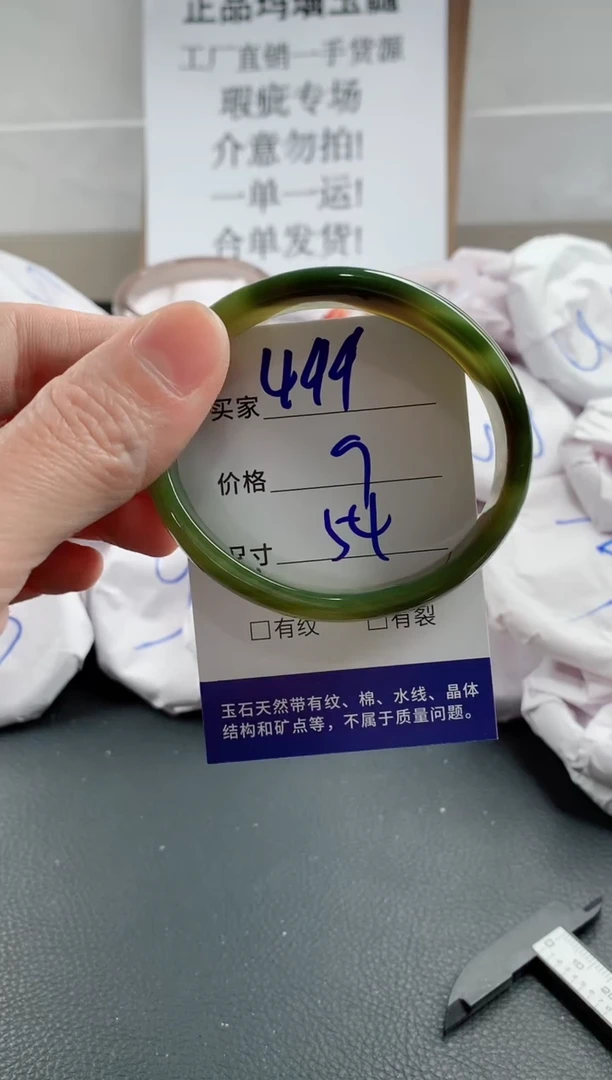 正品玛瑙玉镯
工厂直销一手货源
瑕疵专场
介意勿拍!
一单一运!
合单发货!
买家 499
价格 9
尺寸 54
□有纹 □有裂
玉石天然带有纹、棉、水线、晶体
结构和矿点等，不属于质量问题。